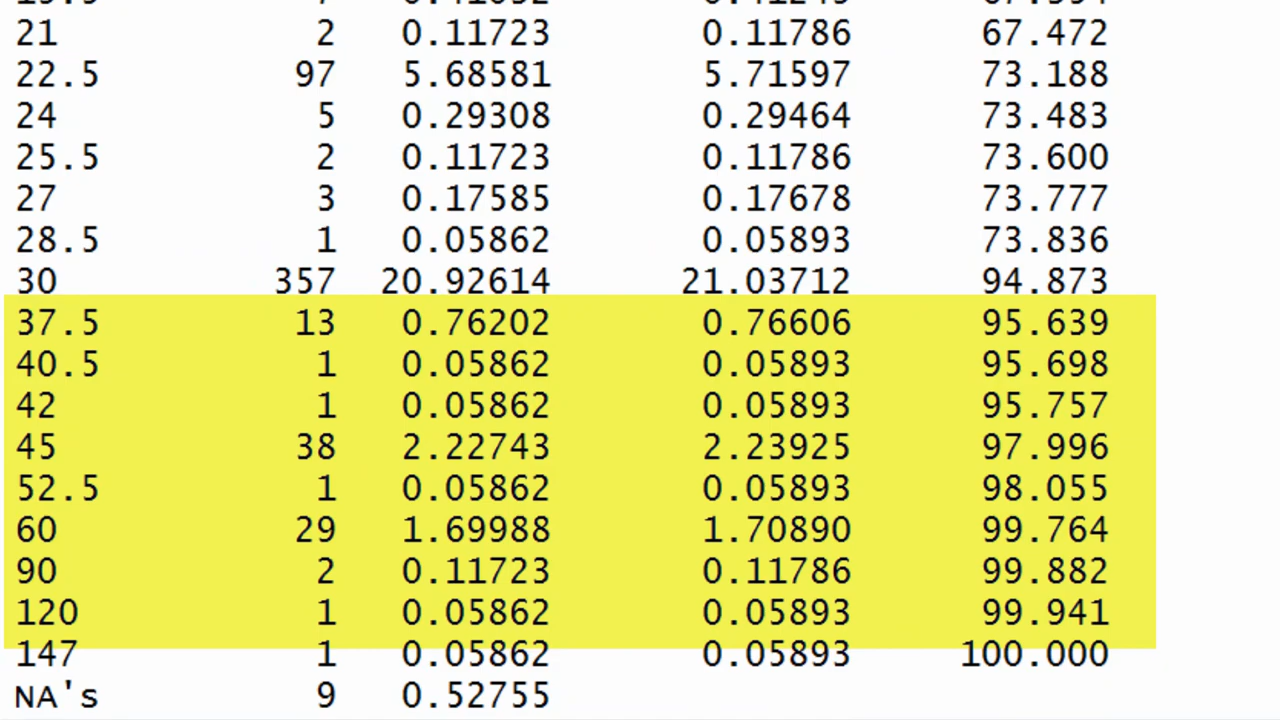 21 2 0.11723 0.11786 67.472
22.5 97 5.68581 5.71597 73.188
24 5 0.29308 0.29464 73.483
25.5 2 0.11723 0.11786 73.600
27 3 0.17585 0.17678 73.777
28.5 1 0.05862 0.05893 73.836
30 357 20.92614 21.03712 94.873
37.5 13 0.76202 0.76606 95.639
40.5 1 0.05862 0.05893 95.698
42 1 0.05862 0.05893 95.757
45 38 2.22743 2.23925 97.996
52.5 1 0.05862 0.05893 98.055
60 29 1.69988 1.70890 99.764
90 2 0.11723 0.11786 99.882
120 1 0.05862 0.05893 99.941
147 1 0.05862 0.05893 100.000
NA's 9 0.52755